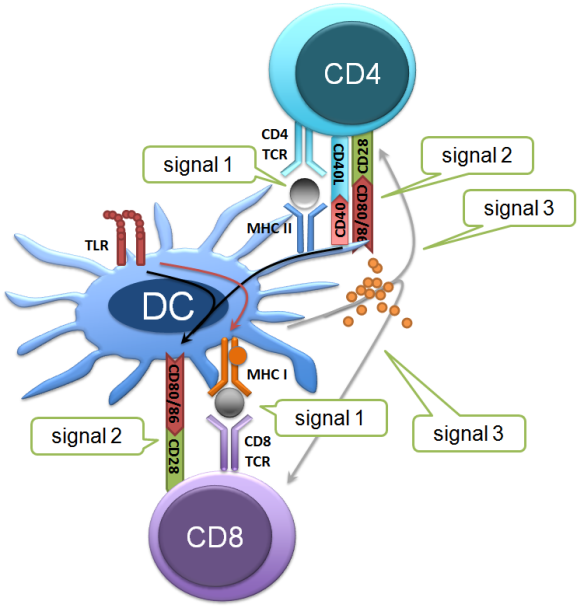 CD4
CD4
TCR
signal 1
CD40L
CD28
signal 2
CD40
CD80/86
signal 3
MHC II
TLR
DC
CD80/86
MHC I
signal 1
signal 2
CD28
CD8
TCR
signal 3
CD8